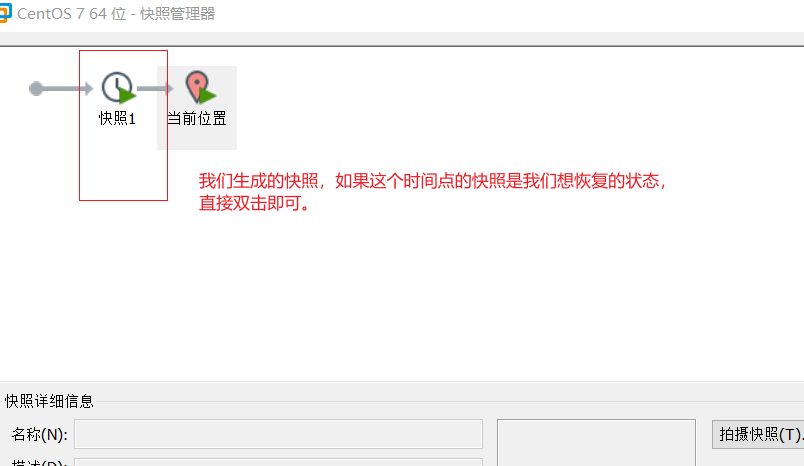 CentOS 7 64 位 - 快照管理器
快照1
当前位置
我们生成的快照，如果这个时间点的快照是我们想恢复的状态，
直接双击即可。
快照详细信息
名称(N):
拍摄快照(T).
描述(D):